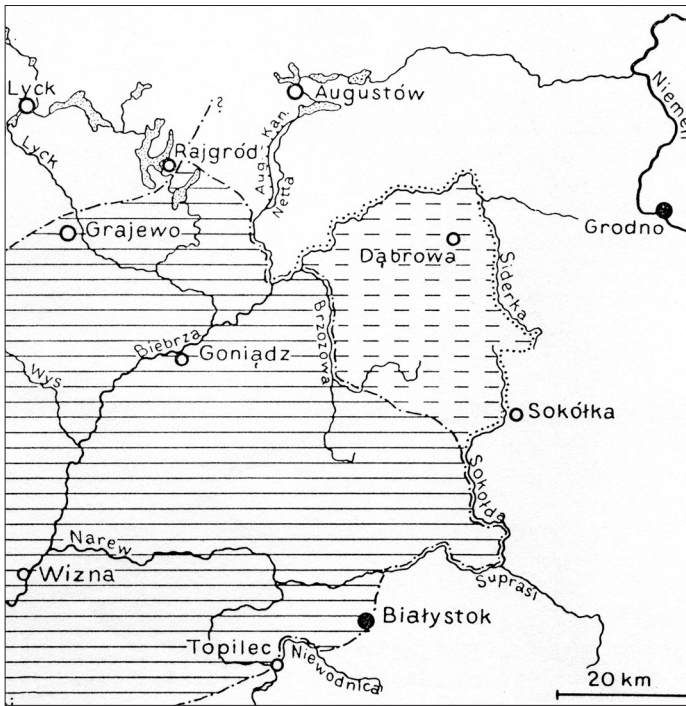 Lyck
Augustów
Niemen
?
Aug. Kan.
Lyck
Rajgród
Netta
Grajewo
Grodno
Dąbrowa
Siderka
Biebrza
Brzozowa
Goniądz
Wys
Sokółka
Sokołda
Narew
Wizna
Supraśl
Białystok
Topilec
Niewodnica
20 km